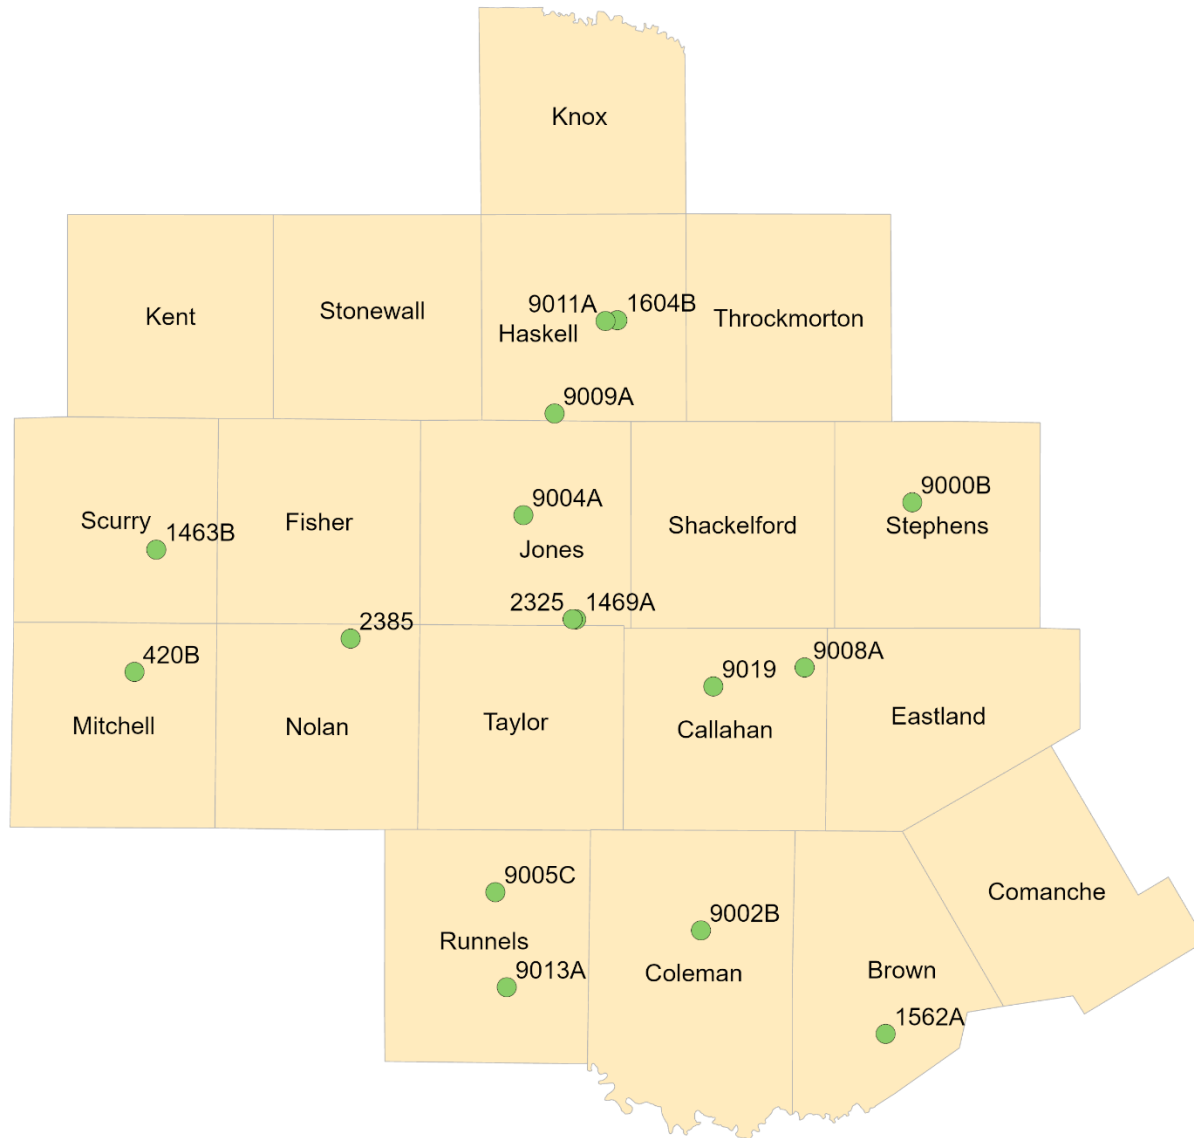 Knox
Kent
Stonewall
9011A
1604B
Haskell
Throckmorton
9009A
Scurry
1463B
Fisher
9004A
Jones
Shackelford
9000B
Stephens
2325
1469A
2385
420B
Mitchell
Nolan
Taylor
9019
9008A
Callahan
Eastland
9005C
Runnels
9013A
9002B
Coleman
Brown
1562A
Comanche